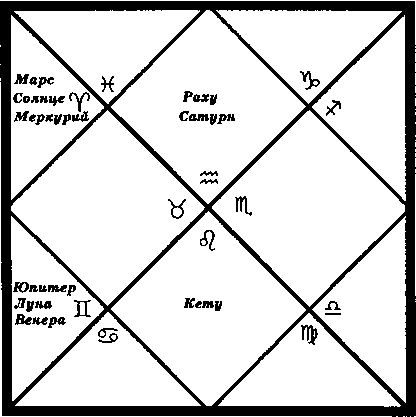 Марс
Солнце ♈ ♓
Меркурий
Раху
Сатурн
♑
♐
♒
♉ ♏
♌
Юпитер
Луна ♊
Венера
♋
Кету
♎
♍